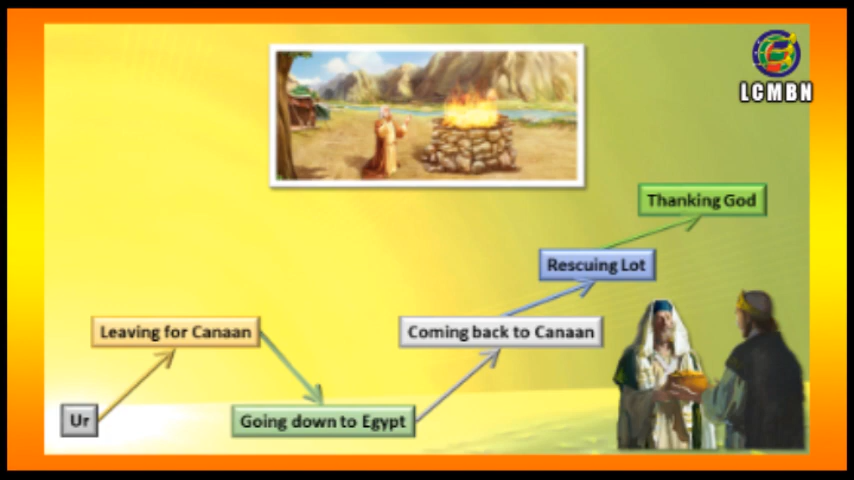 LCMBN
Thanking God
Rescuing Lot
Leaving for Canaan
Coming back to Canaan
Ur
Going down to Egypt